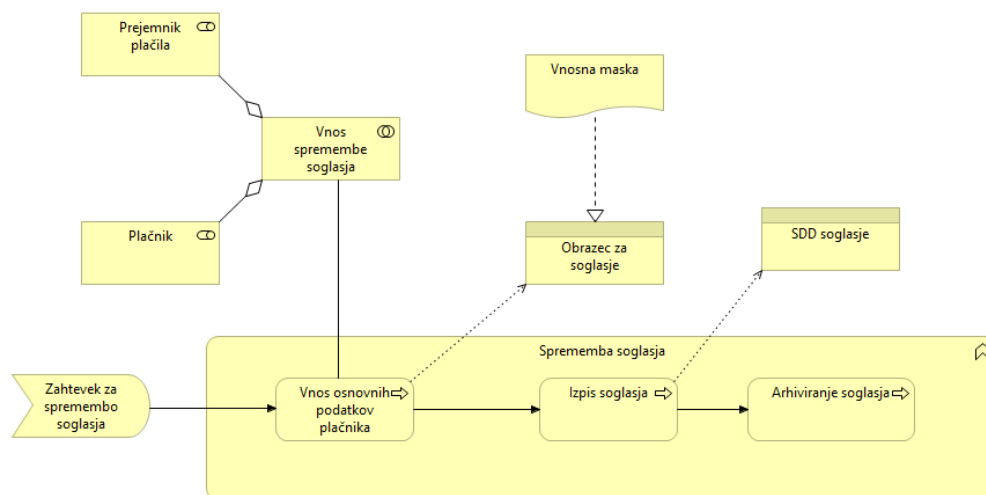 Prejemnik
plačila
Vnosna maska
Vnos
spremembe
soglasja
Plačnik
Obrazec za
soglasje
SDD soglasje
Sprememba soglasja
Zahtevek za
spremembo
soglasja
Vnos osnovnih
podatkov
plačnika
Izpis soglasja
Arhiviranje soglasja